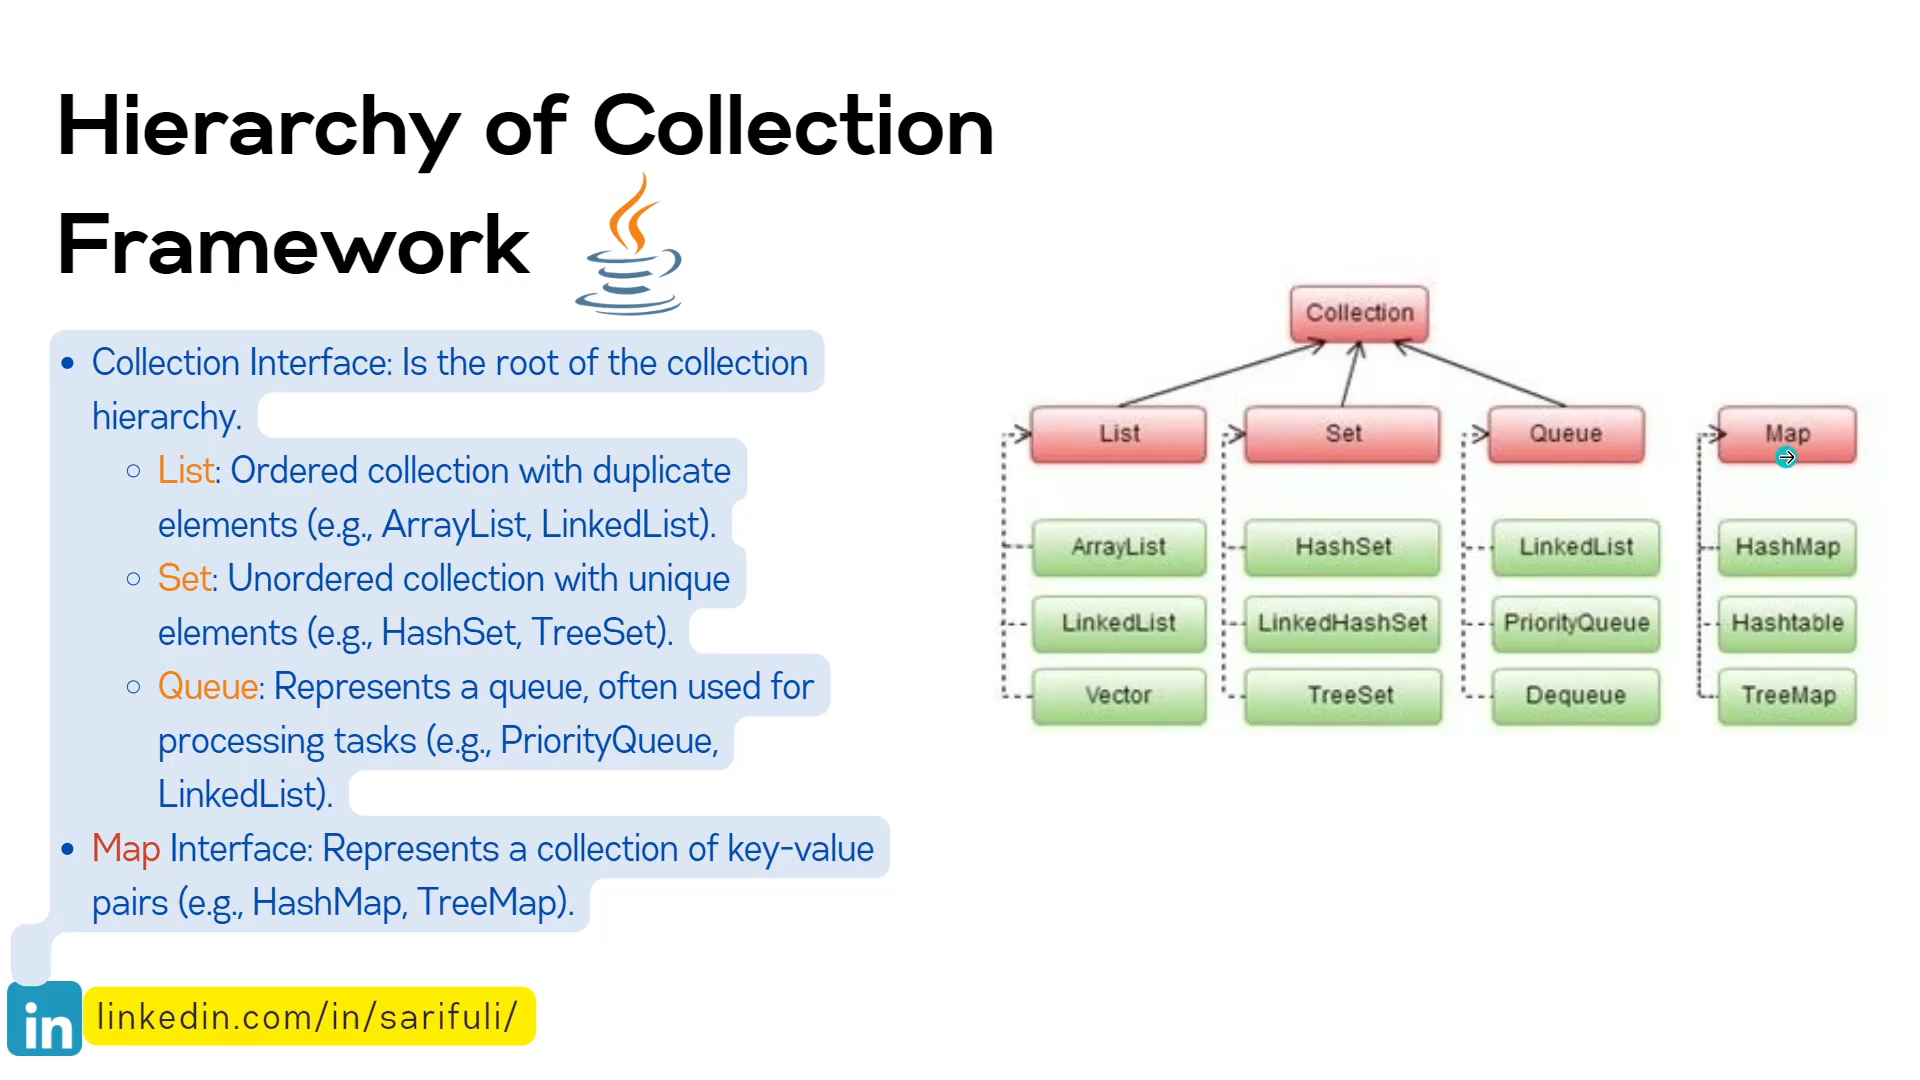 Hierarchy of Collection
Framework
Collection Interface: Is the root of the collection
hierarchy.
List: Ordered collection with duplicate
elements (e.g., ArrayList, LinkedList).
Set: Unordered collection with unique
elements (e.g., HashSet, TreeSet).
Queue: Represents a queue, often used for
processing tasks (e.g., PriorityQueue,
LinkedList).
Map Interface: Represents a collection of key-value
pairs (e.g., HashMap, TreeMap).
in linkedin.com/in/sarifuli/
Collection
List Set Queue Map
ArrayList HashSet LinkedList HashMap
LinkedList LinkedHashSet PriorityQueue Hashtable
Vector TreeSet Dequeue TreeMap